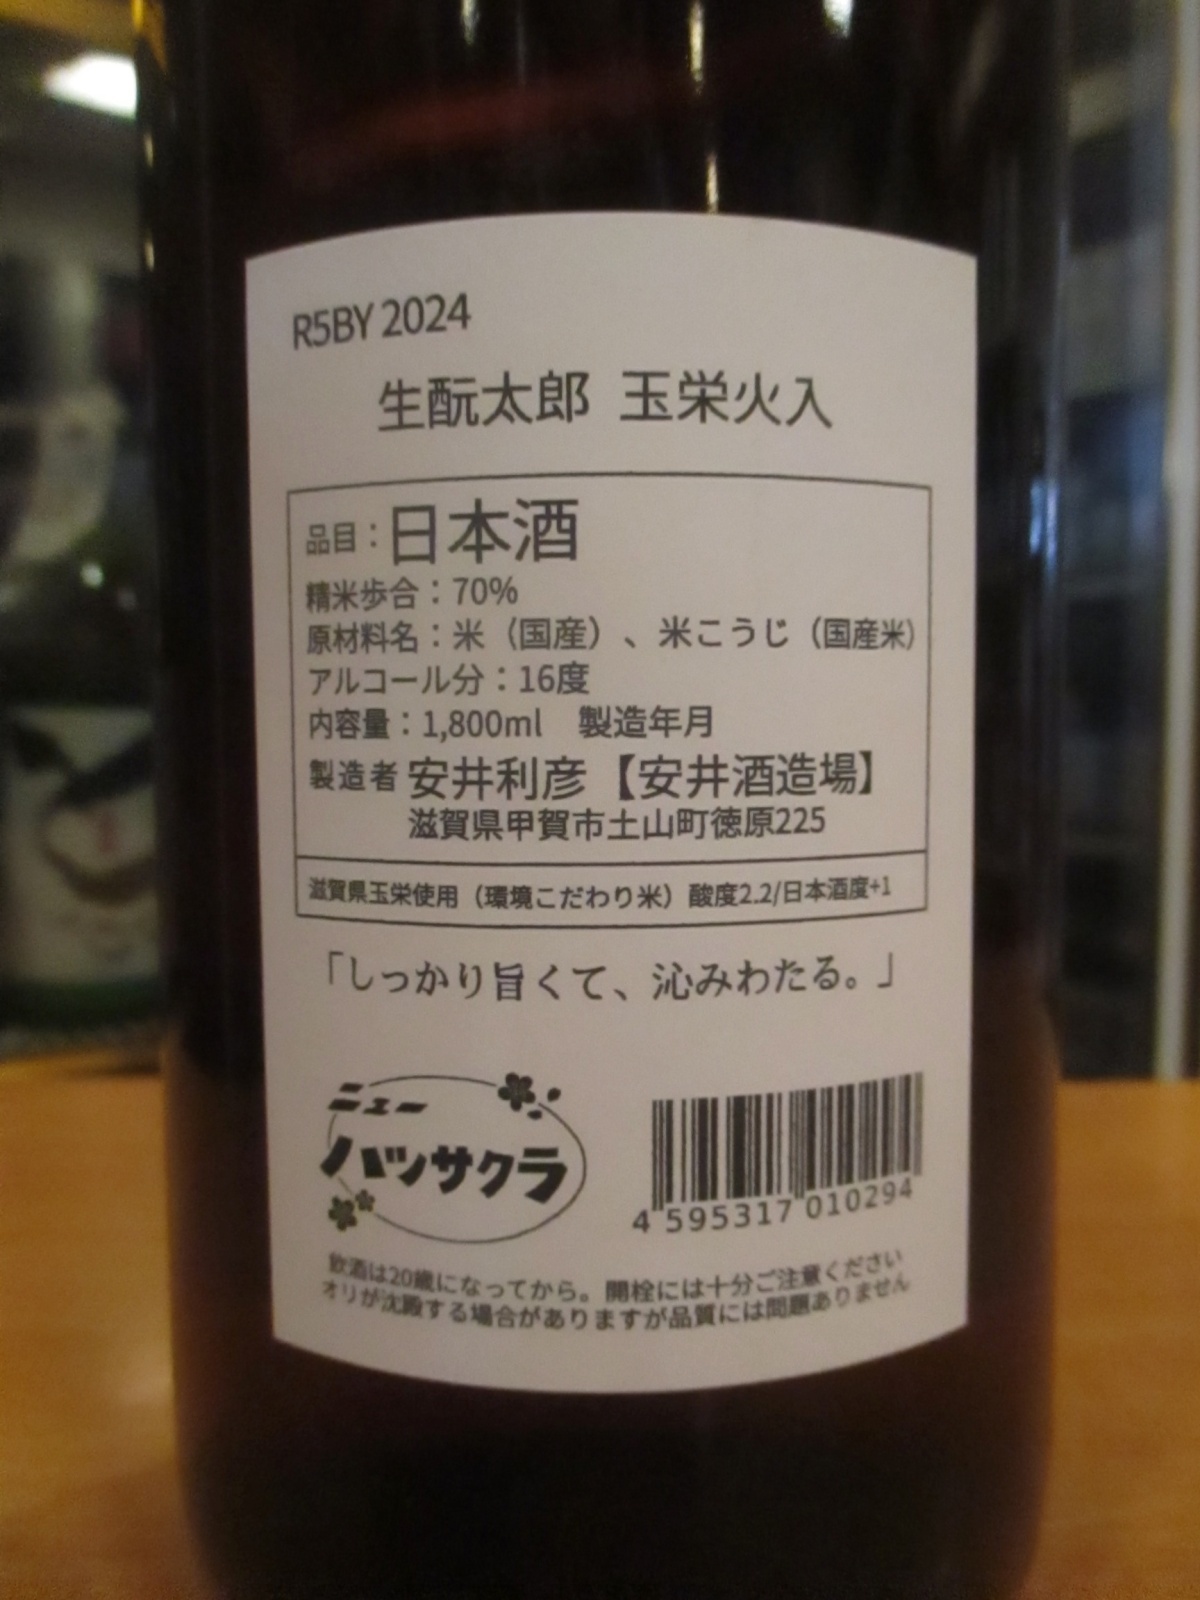 R5BY 2024
生酛太郎 玉栄火入
品目：日本酒
精米歩合：70%
原材料名：米（国産）、米こうじ（国産米）
アルコール分：16度
内容量：1,800ml 製造年月
製造者 安井利彦【安井酒造場】
滋賀県甲賀市土山町徳原225
滋賀県玉栄使用（環境こだわり米）酸度2.2/日本酒度+1
「しっかり旨くて、沁みわたる。」
ニュー
ハツサクラ
4 595317 010294
飲酒は20歳になってから。開栓には十分ご注意ください
オリが沈殿する場合がありますが品質には問題ありません